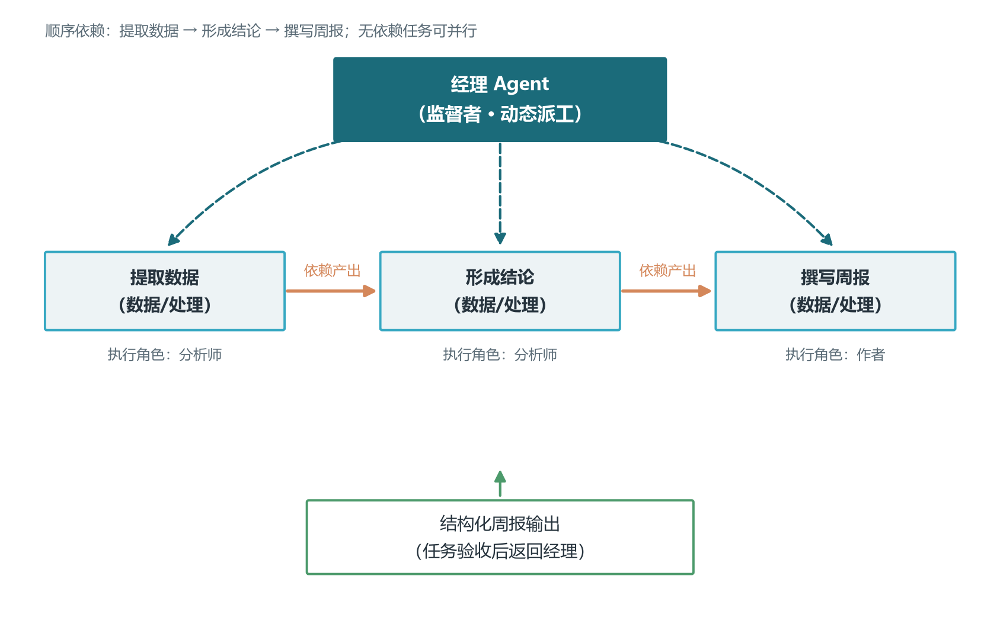 顺序依赖：提取数据 → 形成结论 → 撰写周报；无依赖任务可并行
经理 Agent
（监督者・动态派工）
提取数据
（数据/处理）
依赖产出
形成结论
（数据/处理）
依赖产出
撰写周报
（数据/处理）
执行角色：分析师
执行角色：分析师
执行角色：作者
结构化周报输出
（任务验收后返回经理）